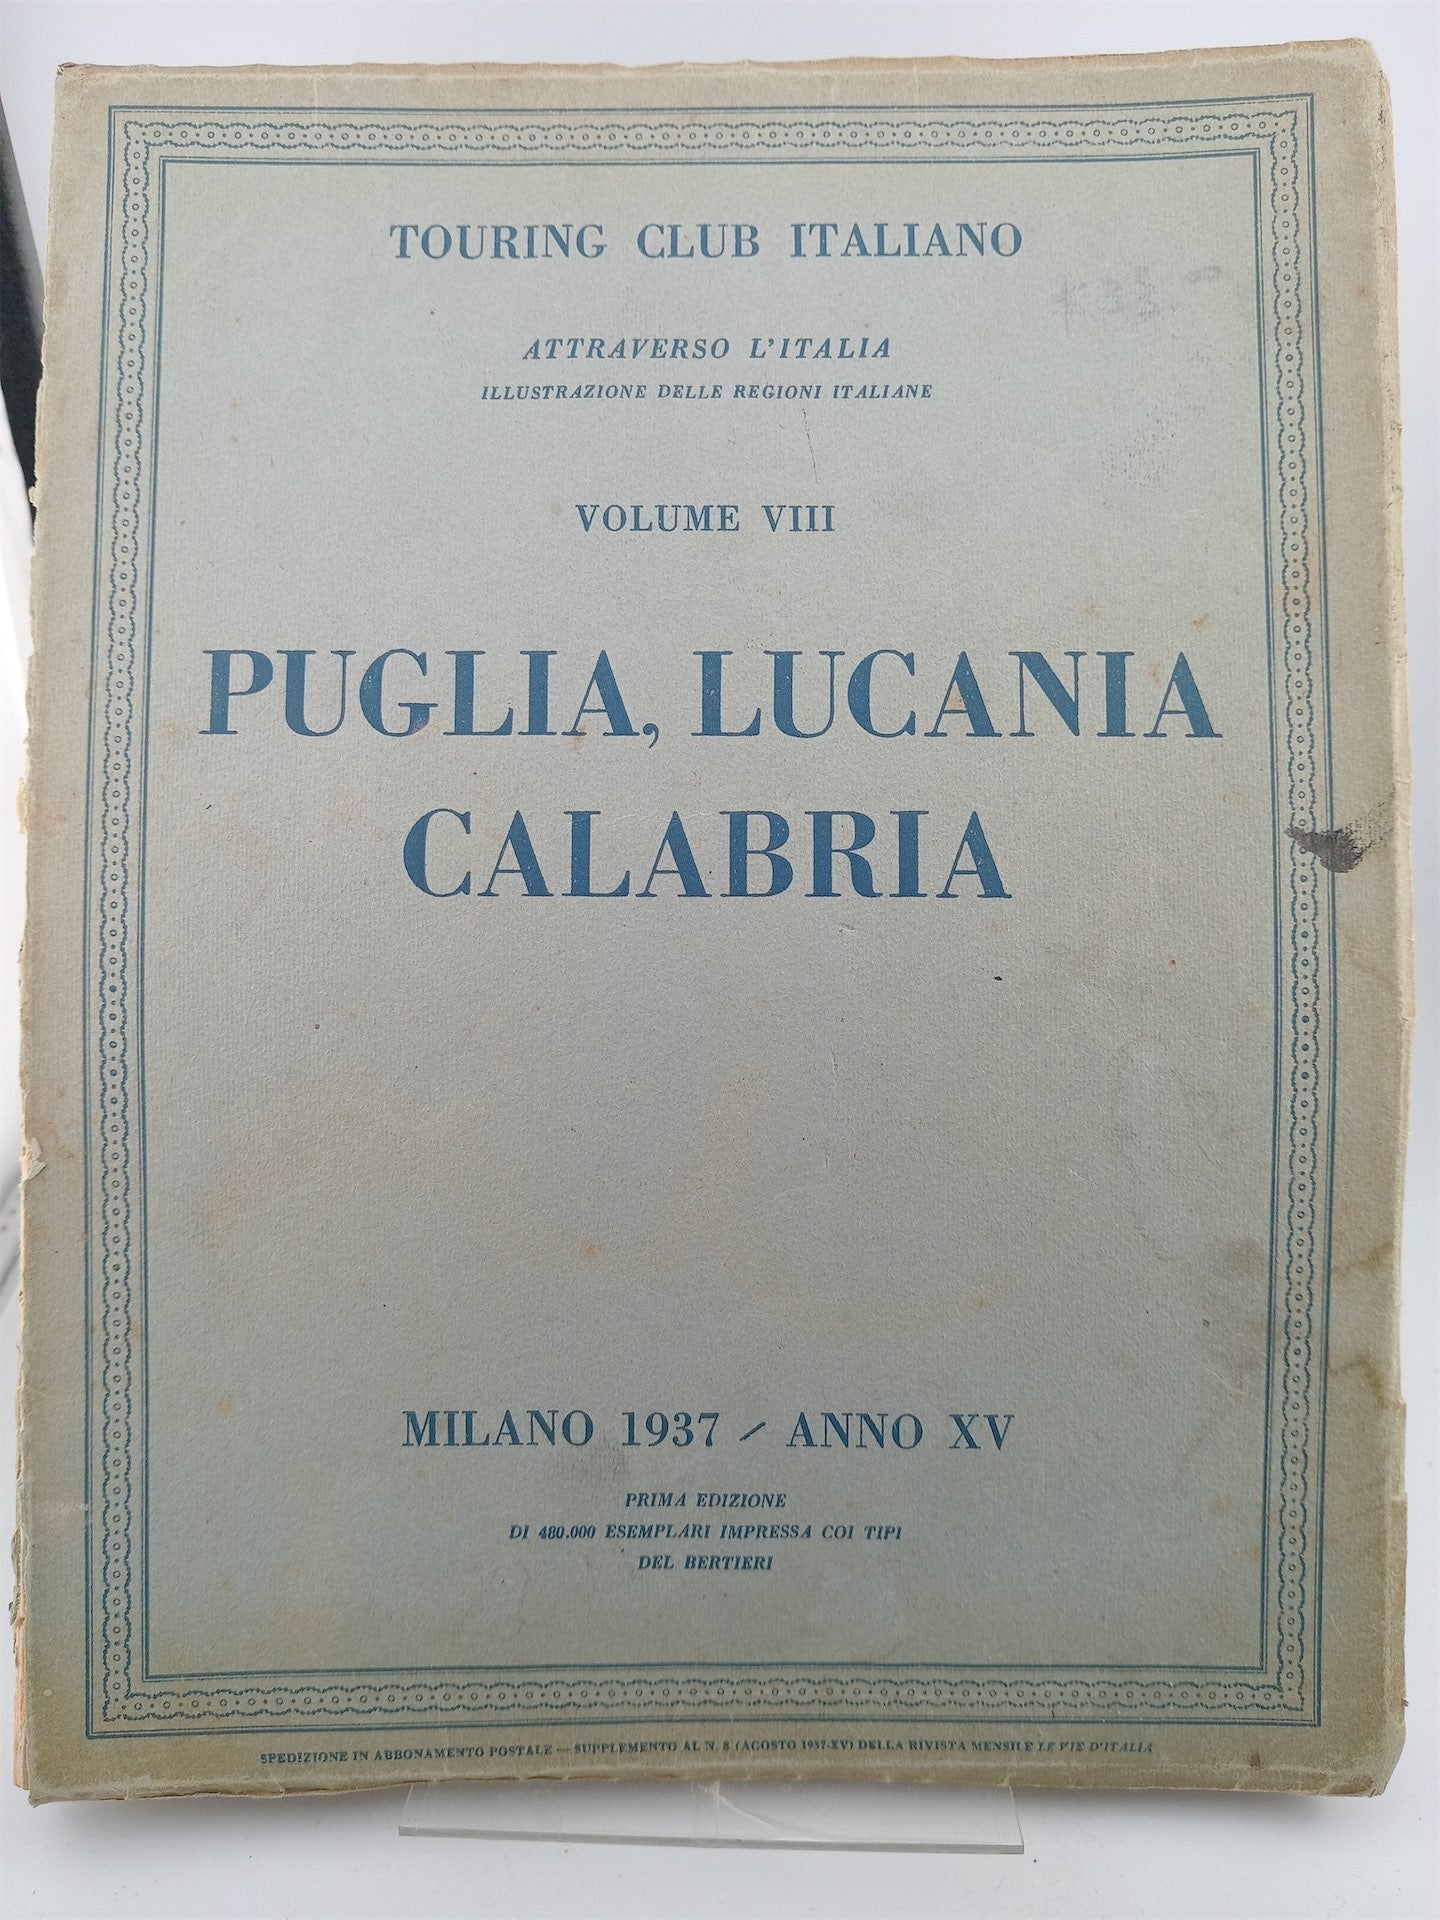 TOURING CLUB ITALIANO
ATTRAVERSO L'ITALIA
ILLUSTRAZIONE DELLE REGIONI ITALIANE
VOLUME VIII
PUGLIA, LUCANIA
CALABRIA
MILANO 1937 / ANNO XV
PRIMA EDIZIONE
DI 480.000 ESEMPLARI IMPRESSA COI TIPI
DEL BERTIERI
SPEDIZIONE IN ABBONAMENTO POSTALE — SUPPLEMENTO AL N. 8 (AGOSTO 1937-XV) DELLA RIVISTA MENSILE LE VIE D'ITALIA